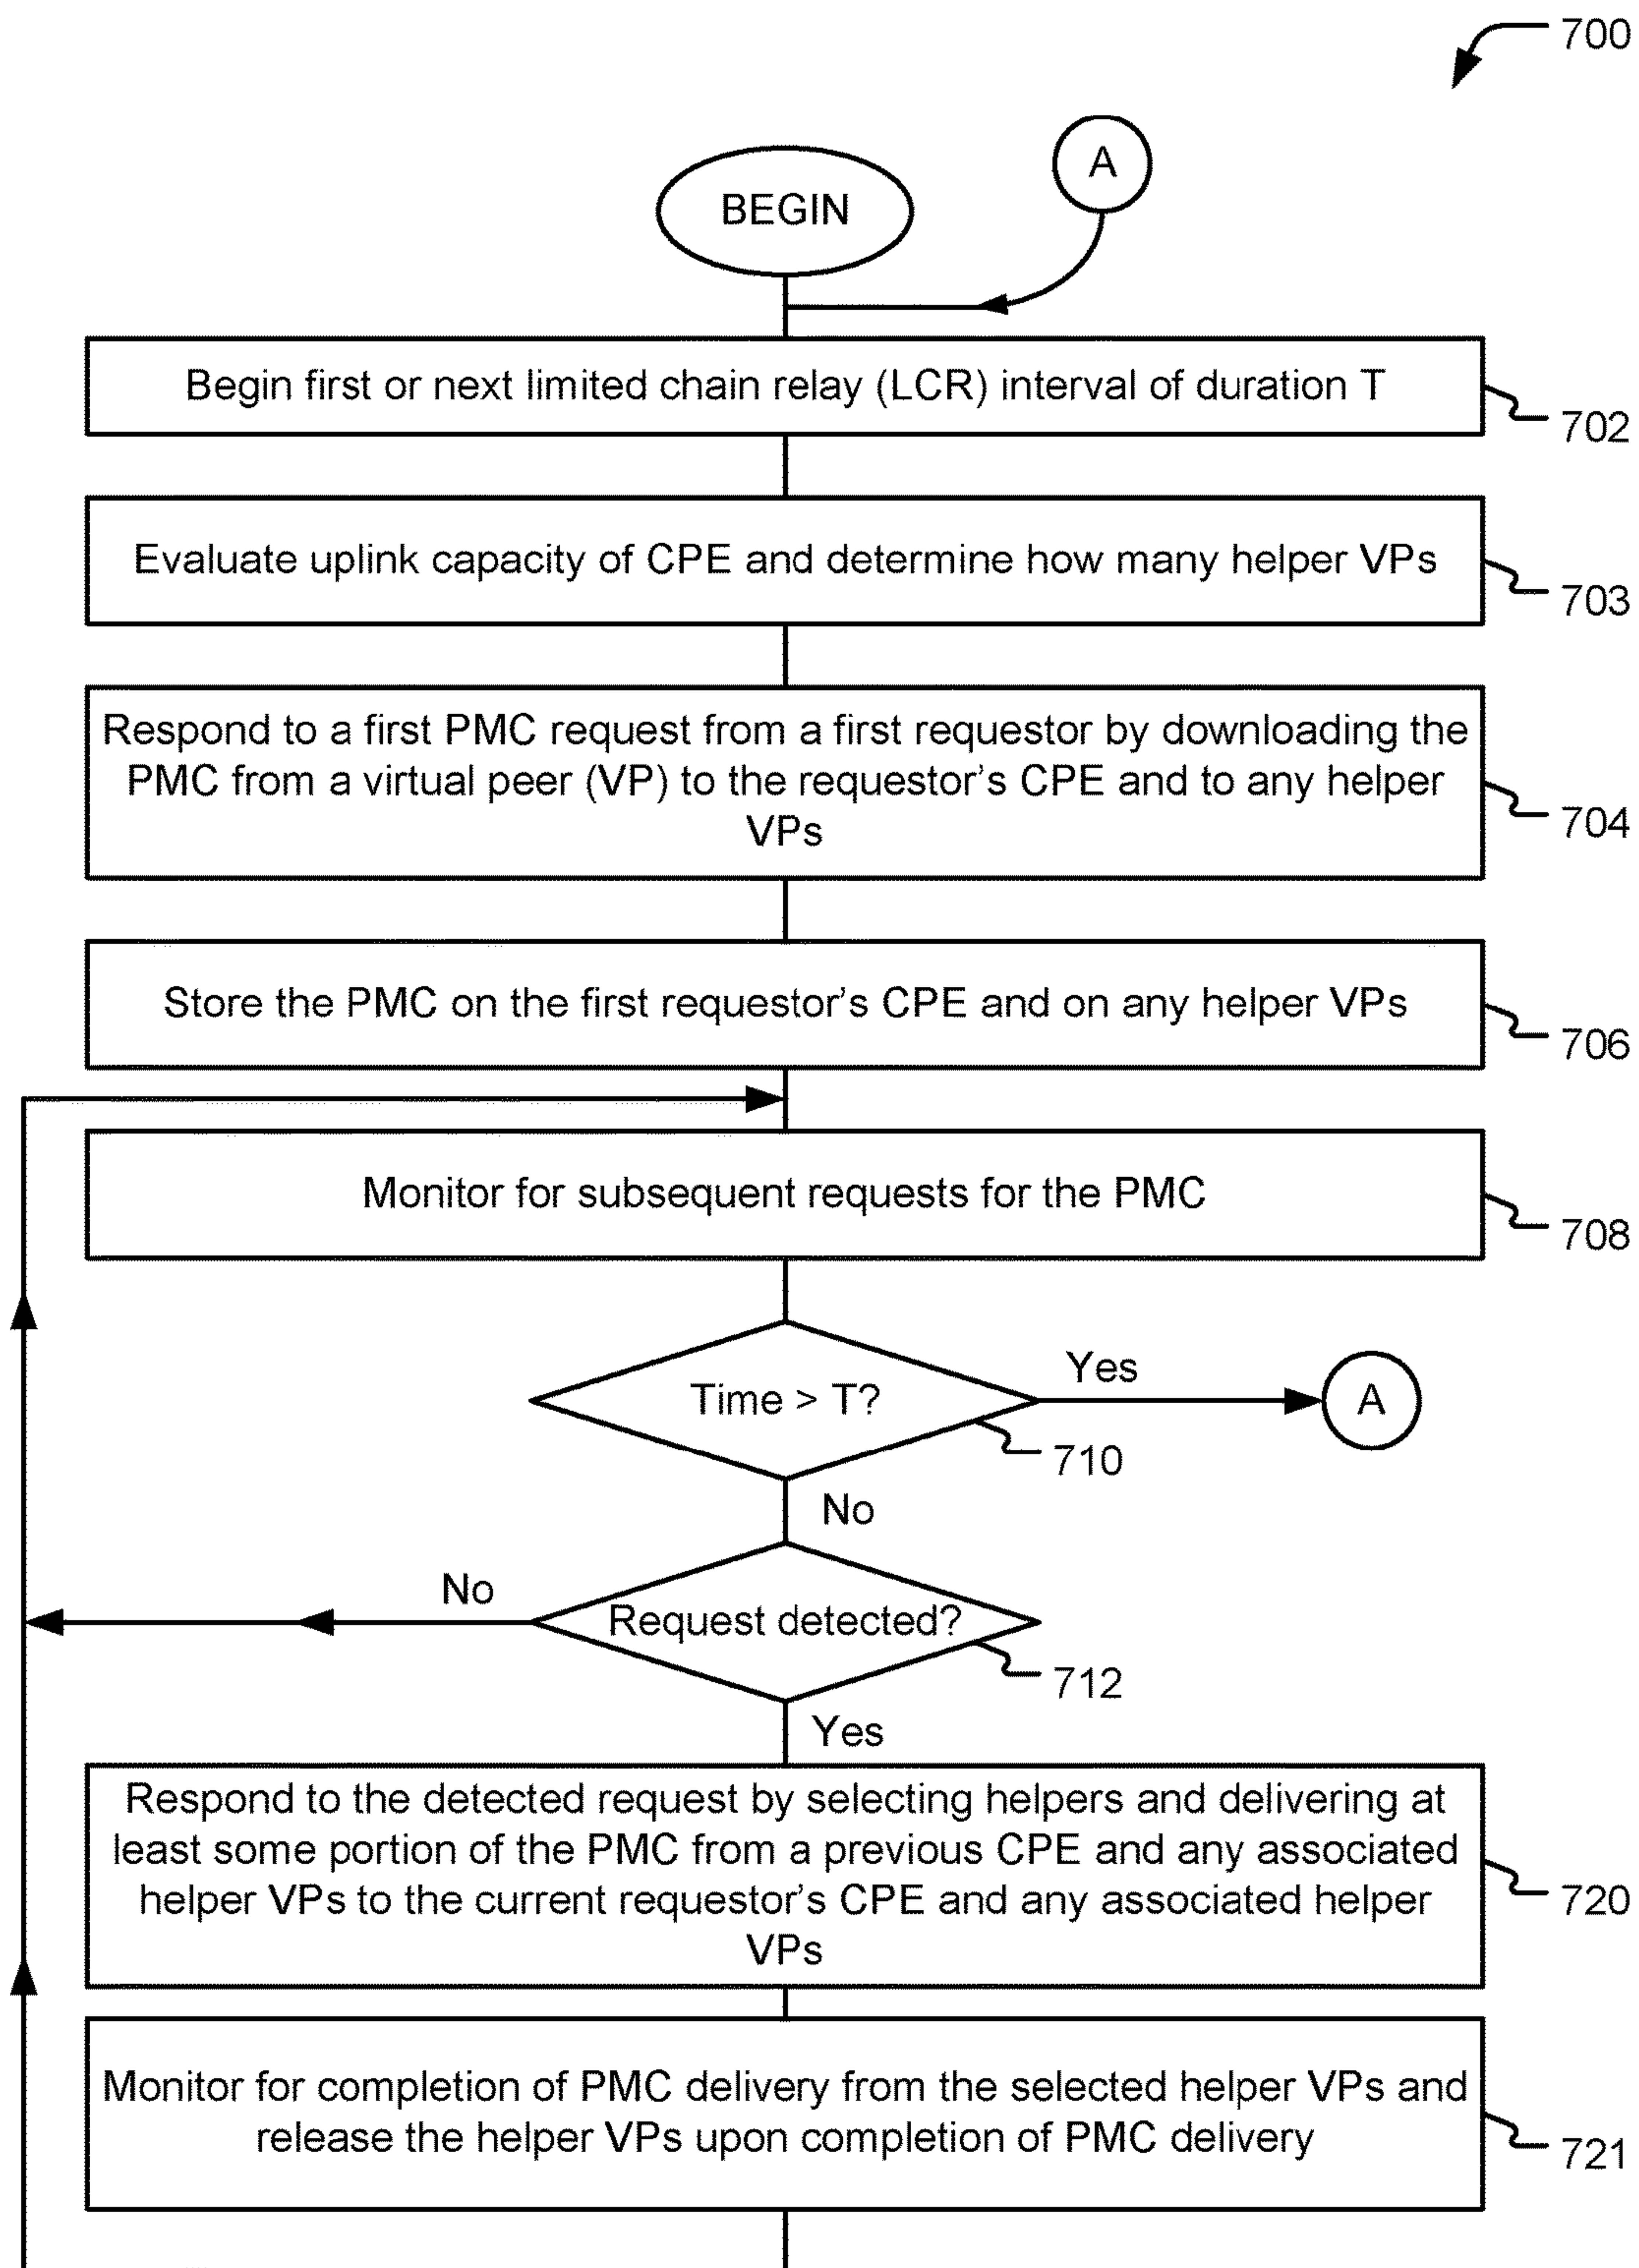 700
A
BEGIN
Begin first or next limited chain relay (LCR) interval of duration T
702
Evaluate uplink capacity of CPE and determine how many helper VPs
703
Respond to a first PMC request from a first requestor by downloading the
PMC from a virtual peer (VP) to the requestor's CPE and to any helper
VPs
704
Store the PMC on the first requestor's CPE and on any helper VPs
706
Monitor for subsequent requests for the PMC
708
Time > T?
Yes
A
710
No
Request detected?
No
712
Yes
Respond to the detected request by selecting helpers and delivering at
least some portion of the PMC from a previous CPE and any associated
helper VPs to the current requestor's CPE and any associated helper
VPs
720
Monitor for completion of PMC delivery from the selected helper VPs and
release the helper VPs upon completion of PMC delivery
721